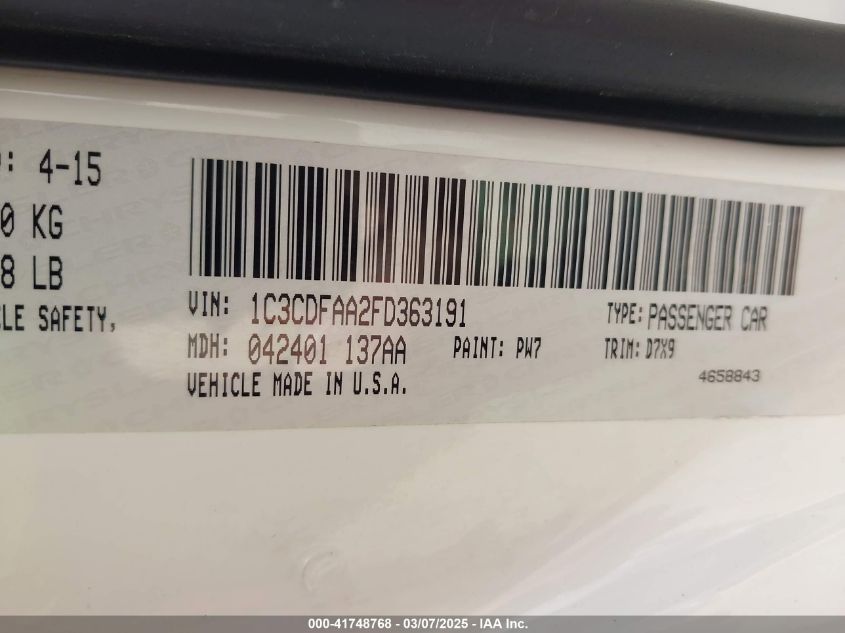 : 4-15
0 KG
8 LB
CLE SAFETY,
VIN: 1C3CDFAA2FD363191
TYPE: PASSENGER CAR
MDH: 042401 137AA
PAINT: PW7
TRIM: D7X9
VEHICLE MADE IN U.S.A.
4658843
000-41748768 - 03/07/2025 - IAA Inc.